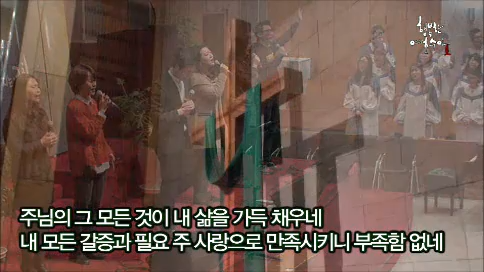 주님의 그 모든 것이 내 삶을 가득 채우네
내 모든 갈증과 필요 주 사랑으로 만족시키니 부족함 없네